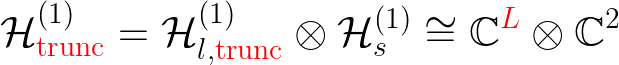 $\mathcal{H}^{(1)}_{\text{trunc}} = \mathcal{H}^{(1)}_{l,\text{trunc}} \otimes \mathcal{H}^{(1)}_{s} \cong \mathbb{C}^{L} \otimes \mathbb{C}^{2}$